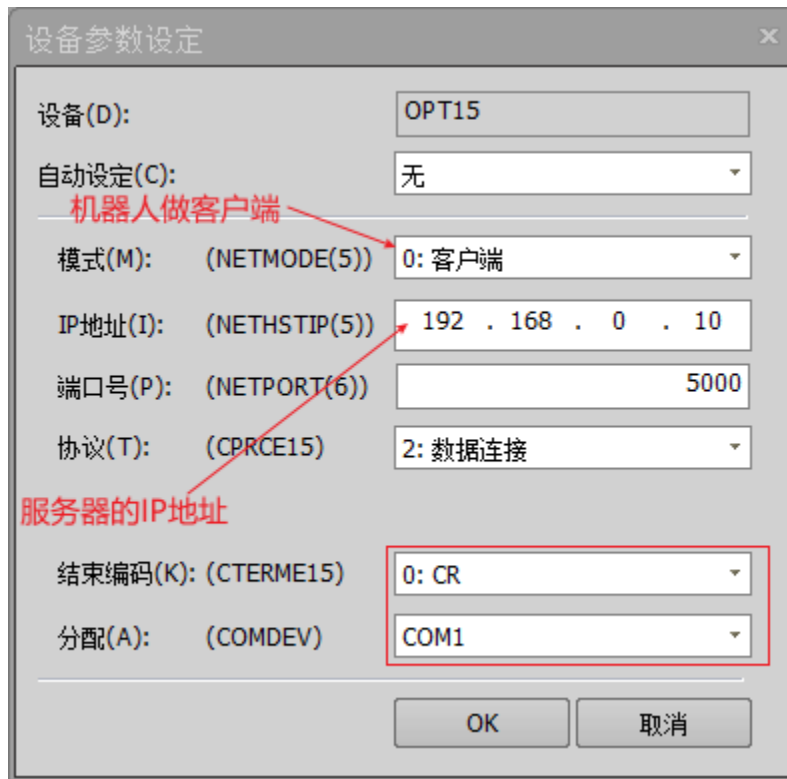 设备参数设定
设备(D): OPT15
自动设定(C): 无
机器人做客户端
模式(M): (NETMODE(5)) 0: 客户端
IP地址(I): (NETHSTIP(5)) 192 . 168 . 0 . 10
端口号(P): (NETPORT(6)) 5000
协议(T): (CPRCE15) 2: 数据连接
服务器的IP地址
结束编码(K): (CTERME15) 0: CR
分配(A): (COMDEV) COM1
OK 取消